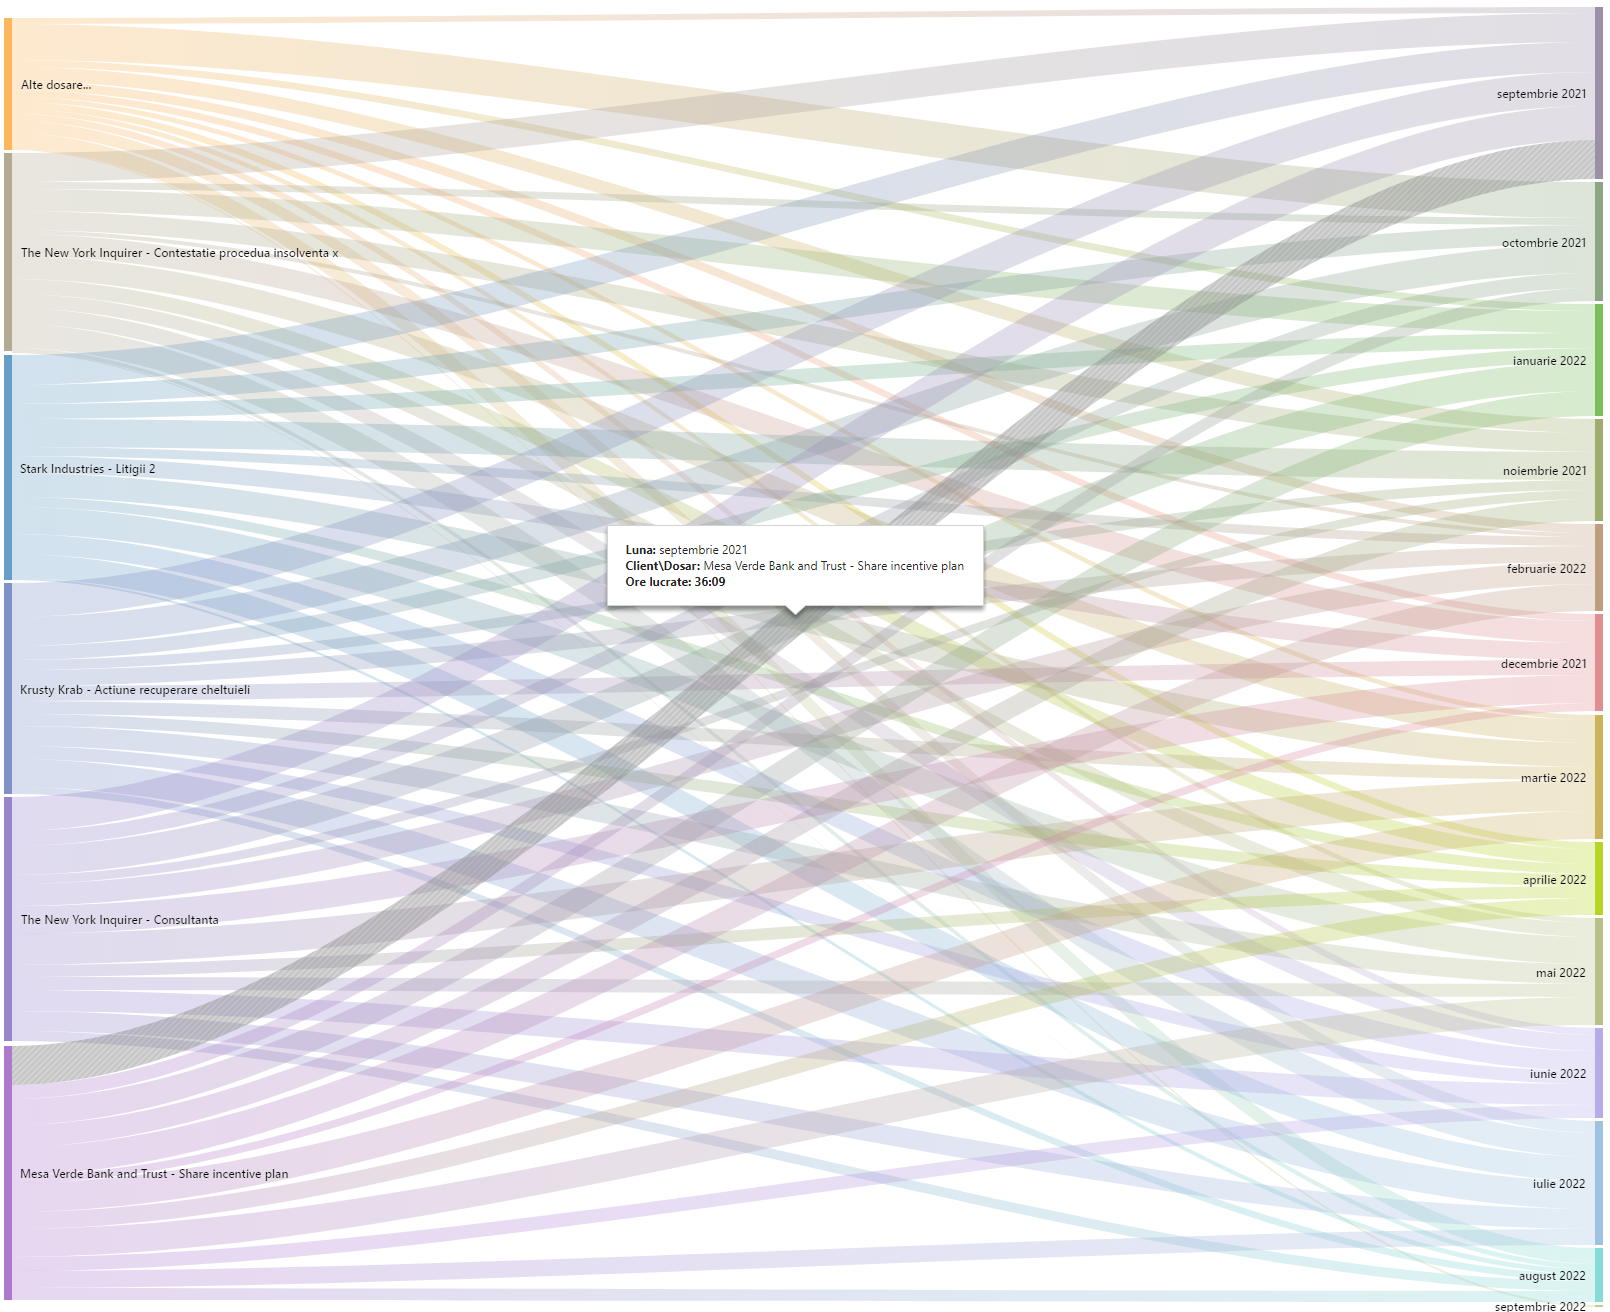 Alte dosare...
The New York Inquirer - Contestatie procedua insolventa x
Stark Industries - Litigii 2
Krusty Krab - Actiune recuperare cheltuieli
The New York Inquirer - Consultanta
Mesa Verde Bank and Trust - Share incentive plan
Luna: septembrie 2021
Client\Dosar: Mesa Verde Bank and Trust - Share incentive plan
Ore lucrate: 36:09
septembrie 2021
octombrie 2021
ianuarie 2022
noiembrie 2021
februarie 2022
decembrie 2021
martie 2022
aprilie 2022
mai 2022
iunie 2022
iulie 2022
august 2022
septembrie 2022